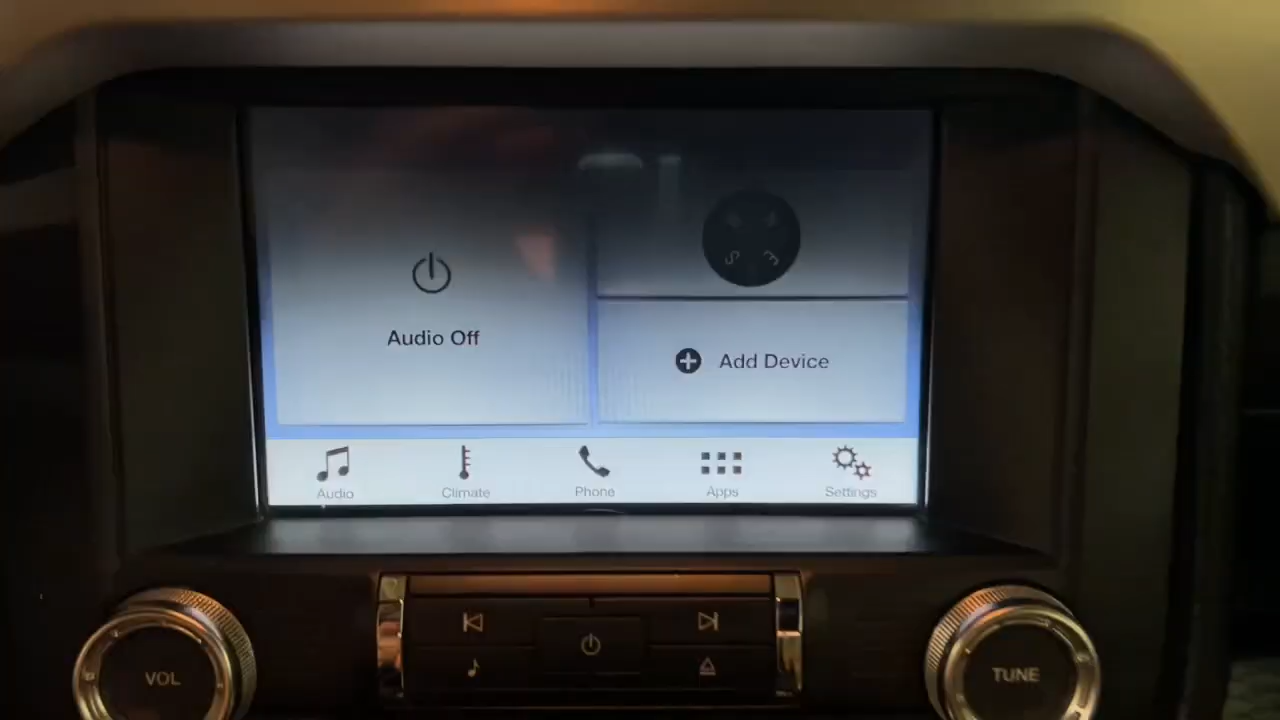 Audio Off
Add Device
Audio
Climate
Phone
Apps
Settings
VOL
TUNE